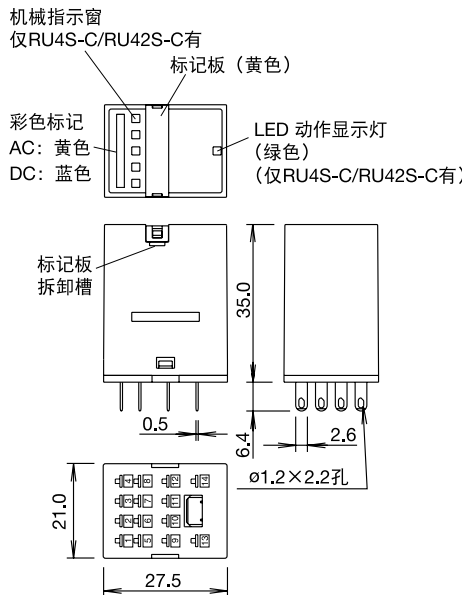 机械指示窗
仅RU4S-C/RU42S-C有
标记板（黄色）
彩色标记
AC：黄色
DC：蓝色
LED 动作显示灯
（绿色）
（仅RU4S-C/RU42S-C有）
标记板
拆卸槽
35.0
0.5
6.4
2.6
ø1.2×2.2孔
21.0
4 8 12 14
3 7 11
2 6 10
1 5 9 13
27.5